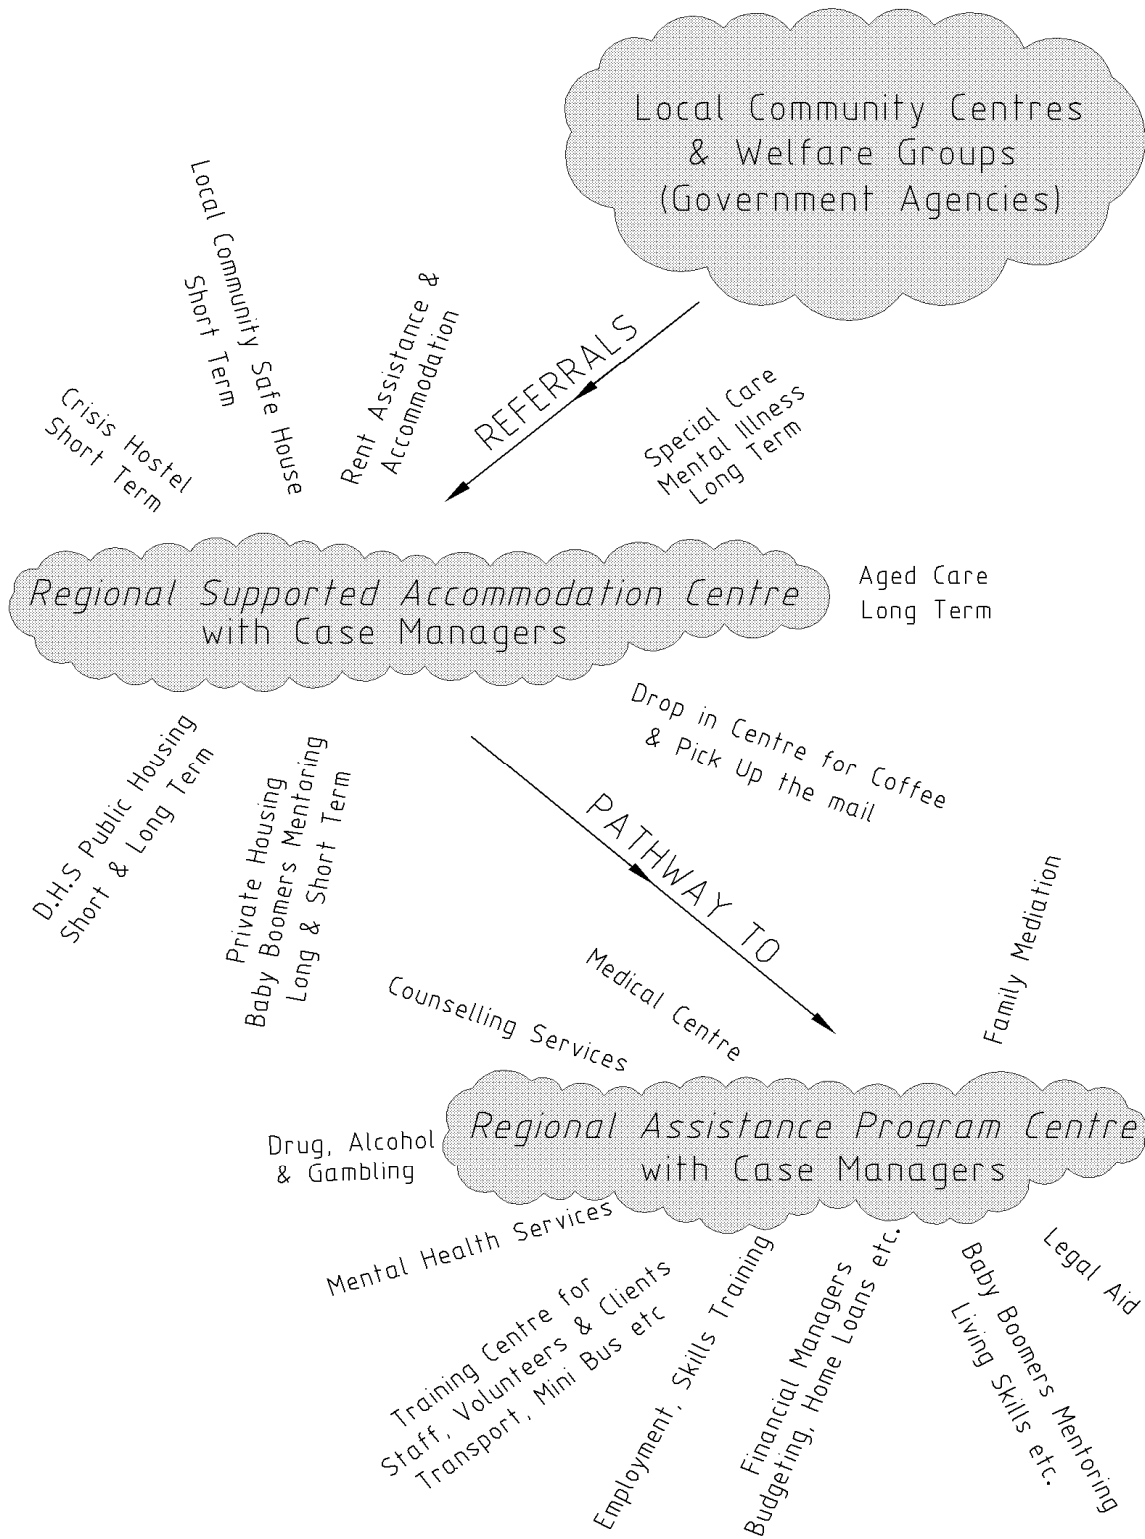 Local Community Centres
& Welfare Groups
(Government Agencies)
Local Community Safe House
Short Term
Rent Assistance &
Accommodation
REFERRALS
Crisis Hostel
Short Term
Special Care
Mental Illness
Long Term
Regional Supported Accommodation Centre
with Case Managers
Aged Care
Long Term
D.H.S Public Housing
Short & Long Term
Private Housing
Baby Boomers Mentoring
Long & Short Term
Drop in Centre for Coffee
& Pick Up the mail
PATHWAY TO
Counselling Services
Medical Centre
Family Mediation
Regional Assistance Program Centre
with Case Managers
Drug, Alcohol
& Gambling
Mental Health Services
Training Centre for
Staff, Volunteers & Clients
Transport, Mini Bus etc
Employment, Skills Training
Financial Managers
Budgeting, Home Loans etc.
Baby Boomers Mentoring
Living Skills etc.
Legal Aid